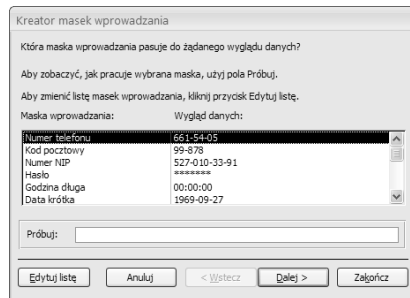 Kreator masek wprowadzania
Która maska wprowadzania pasuje do żądanego wyglądu danych?
Aby zobaczyć, jak pracuje wybrana maska, użyj pola Próbuj.
Aby zmienić listę masek wprowadzania, kliknij przycisk Edytuj listę.
Maska wprowadzania: Wygląd danych:
Numer telefonu 661-54-05
Kod pocztowy 99-878
Numer NIP 527-010-33-91
Hasło *******
Godzina długa 00:00:00
Data krótka 1969-09-27
Próbuj:
Edytuj listę Anuluj < Wstecz Dalej > Zakończ